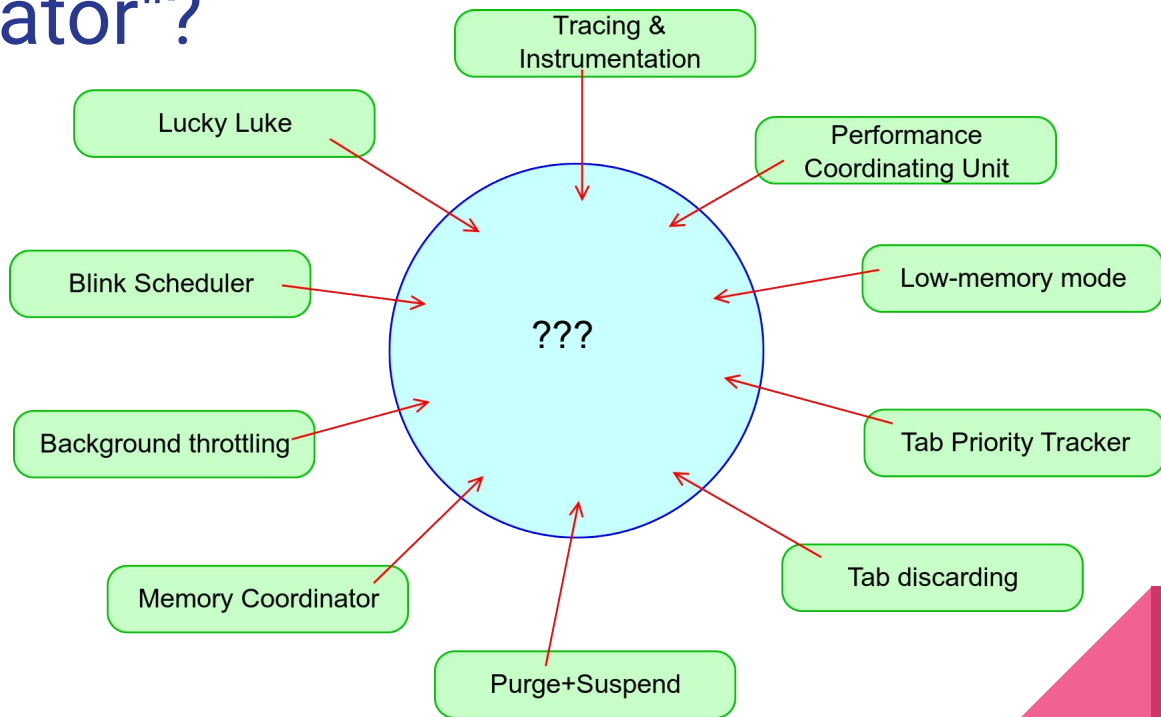 ator"?
Tracing &
Instrumentation
Lucky Luke
Performance
Coordinating Unit
Blink Scheduler
Low-memory mode
???
Background throttling
Tab Priority Tracker
Memory Coordinator
Tab discarding
Purge+Suspend